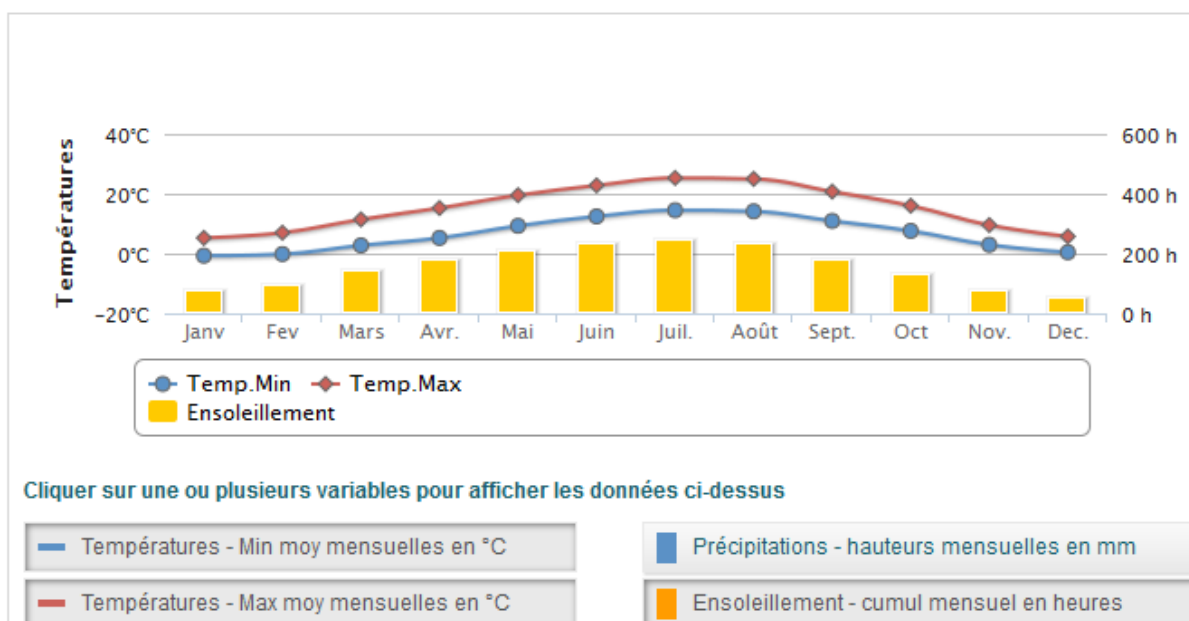 Températures
40°C
600 h
20°C
400 h
0°C
200 h
-20°C
0 h
Janv Fev Mars Avr. Mai Juin Juil. Août Sept. Oct Nov. Dec.
Temp.Min Temp.Max
Ensoleillement
Cliquer sur une ou plusieurs variables pour afficher les données ci-dessus
Températures - Min moy mensuelles en °C
Précipitations - hauteurs mensuelles en mm
Températures - Max moy mensuelles en °C
Ensoleillement - cumul mensuel en heures